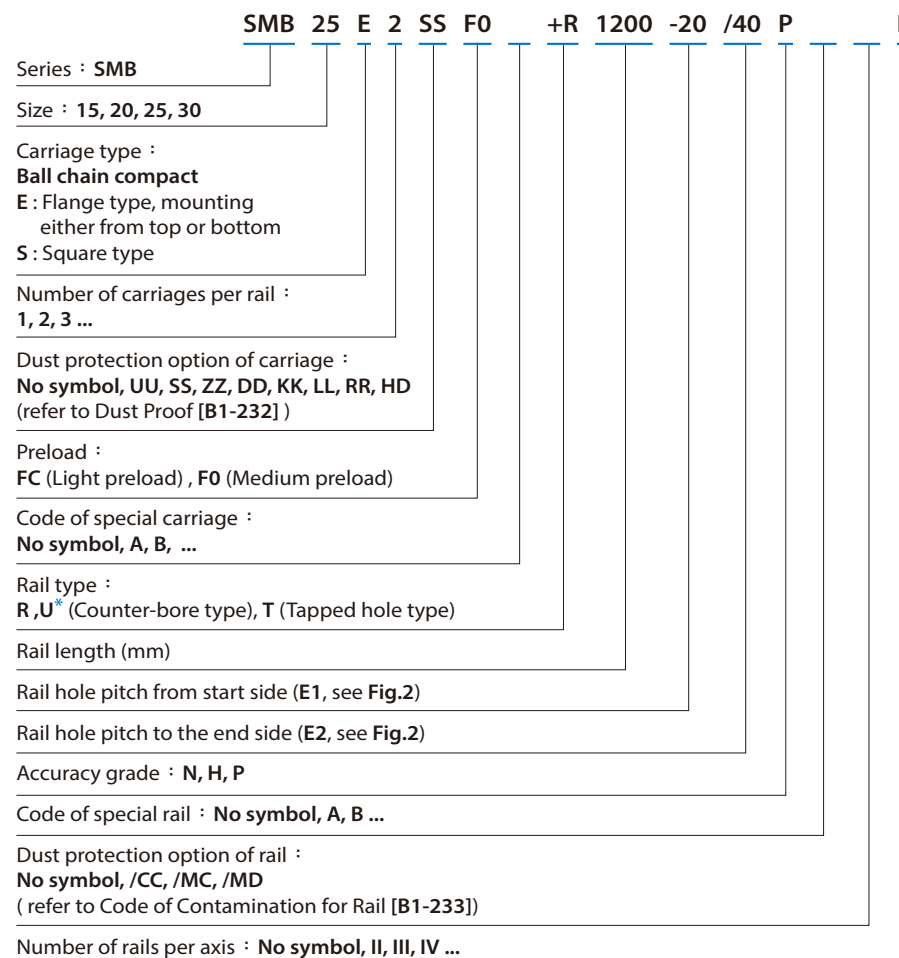 SMB 25 E 2 SS F0 +R 1200 -20 /40 P
Series : SMB
Size : 15, 20, 25, 30
Carriage type :
Ball chain compact
E : Flange type, mounting
either from top or bottom
S : Square type
Number of carriages per rail :
1, 2, 3 ...
Dust protection option of carriage :
No symbol, UU, SS, ZZ, DD, KK, LL, RR, HD
(refer to Dust Proof [B1-232] )
Preload :
FC (Light preload) , F0 (Medium preload)
Code of special carriage :
No symbol, A, B, ...
Rail type :
R ,U* (Counter-bore type), T (Tapped hole type)
Rail length (mm)
Rail hole pitch from start side (E1, see Fig.2)
Rail hole pitch to the end side (E2, see Fig.2)
Accuracy grade : N, H, P
Code of special rail : No symbol, A, B ...
Dust protection option of rail :
No symbol, /CC, /MC, /MD
( refer to Code of Contamination for Rail [B1-233])
Number of rails per axis : No symbol, II, III, IV ...